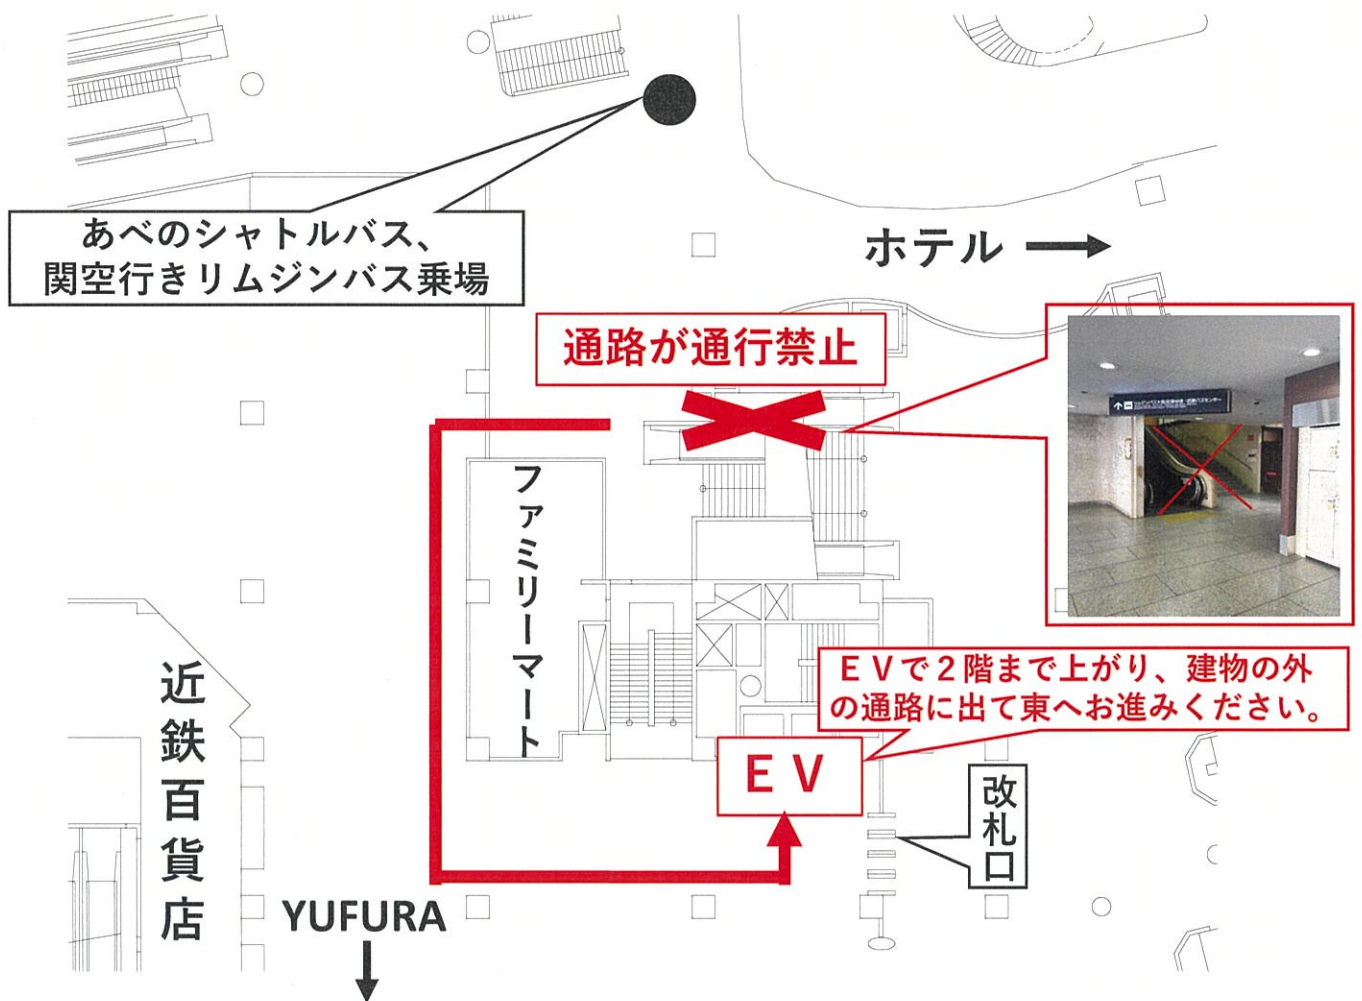 あべのシャトルバス、
関空行きリムジンバス乗場
ホテル
通路が通行禁止
ファミリーマート
近鉄百貨店
ＥＶで２階まで上がり、建物の外
の通路に出て東へお進みください。
ＥＶ
改札口
YUFURA